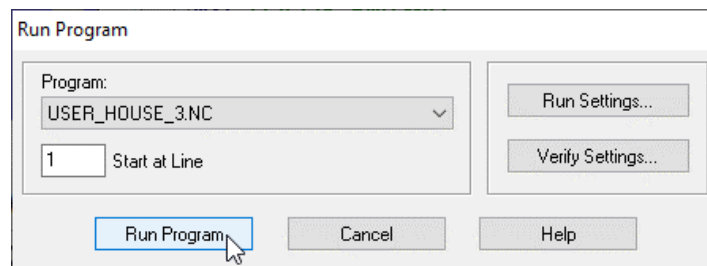 Run Program
Program:
USER_HOUSE_3.NC
1 Start at Line
Run Settings...
Verify Settings...
Run Program
Cancel
Help